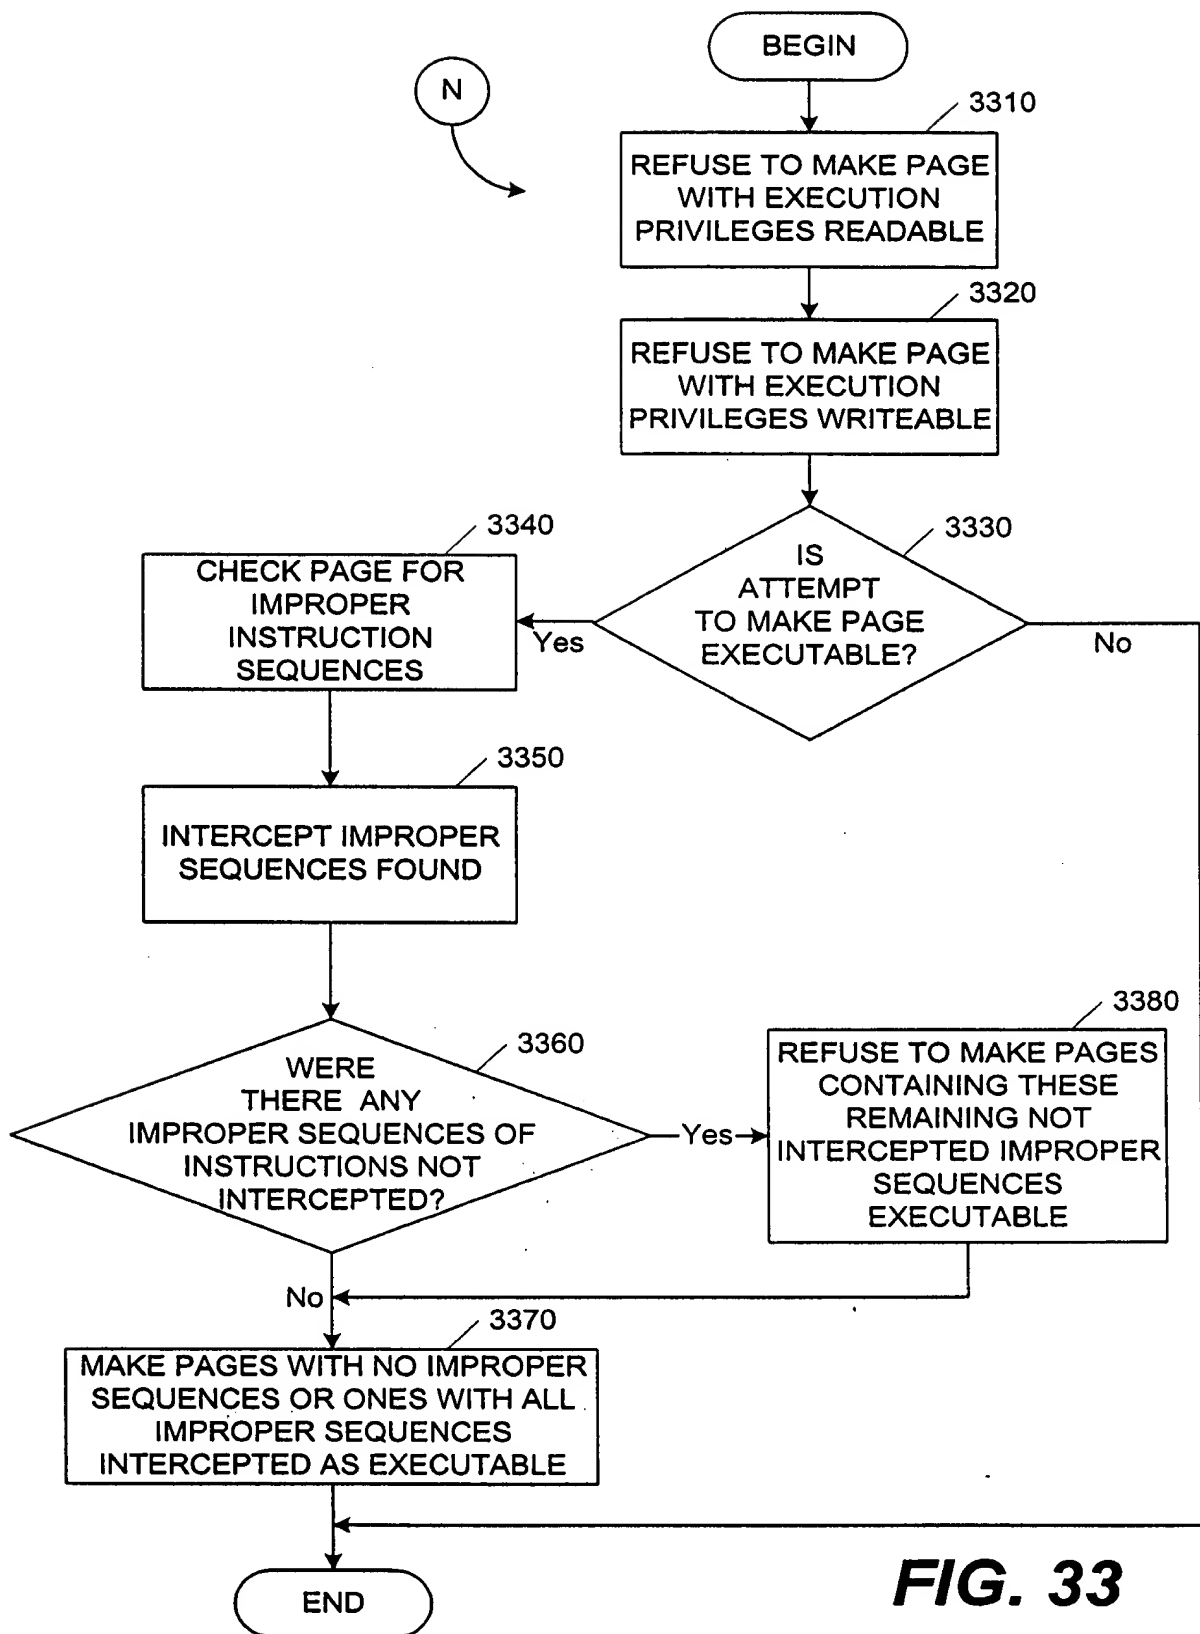 BEGIN
N
3310
REFUSE TO MAKE PAGE
WITH EXECUTION
PRIVILEGES READABLE
3320
REFUSE TO MAKE PAGE
WITH EXECUTION
PRIVILEGES WRITEABLE
3330
IS
ATTEMPT
TO MAKE PAGE
EXECUTABLE?
Yes
No
3340
CHECK PAGE FOR
IMPROPER
INSTRUCTION
SEQUENCES
3350
INTERCEPT IMPROPER
SEQUENCES FOUND
3360
WERE
THERE ANY
IMPROPER SEQUENCES OF
INSTRUCTIONS NOT
INTERCEPTED?
Yes
No
3380
REFUSE TO MAKE PAGES
CONTAINING THESE
REMAINING NOT
INTERCEPTED IMPROPER
SEQUENCES
EXECUTABLE
3370
MAKE PAGES WITH NO IMPROPER
SEQUENCES OR ONES WITH ALL
IMPROPER SEQUENCES
INTERCEPTED AS EXECUTABLE
END
FIG. 33